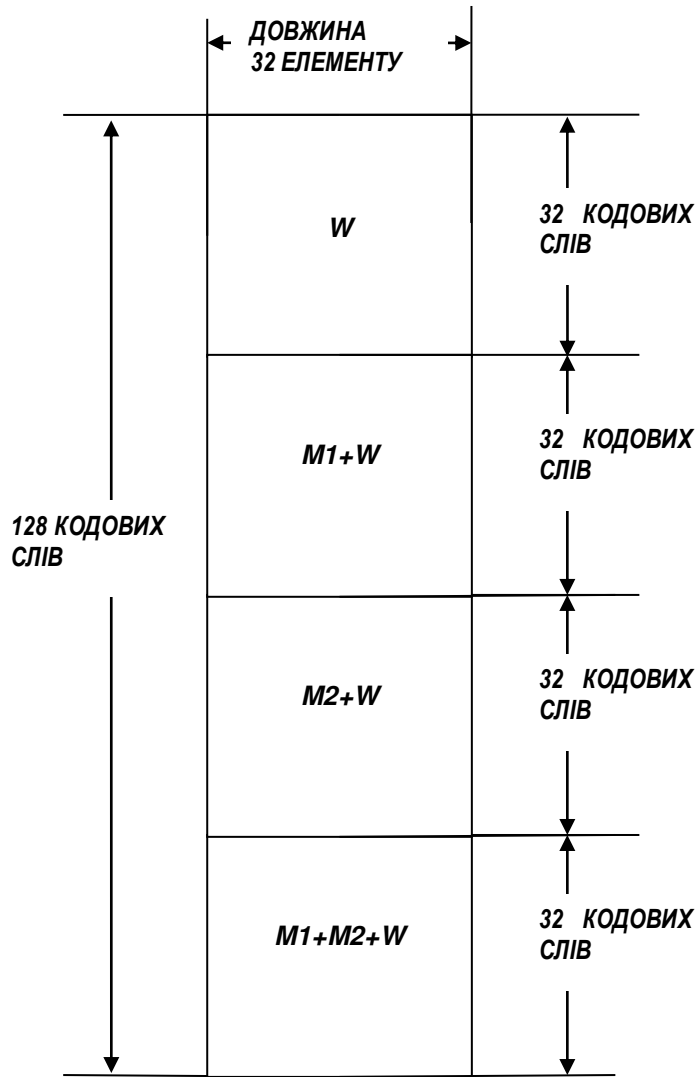 ДОВЖИНА
32 ЕЛЕМЕНТУ
W
32 КОДОВИХ
СЛІВ
M1+W
32 КОДОВИХ
СЛІВ
128 КОДОВИХ
СЛІВ
M2+W
32 КОДОВИХ
СЛІВ
M1+M2+W
32 КОДОВИХ
СЛІВ